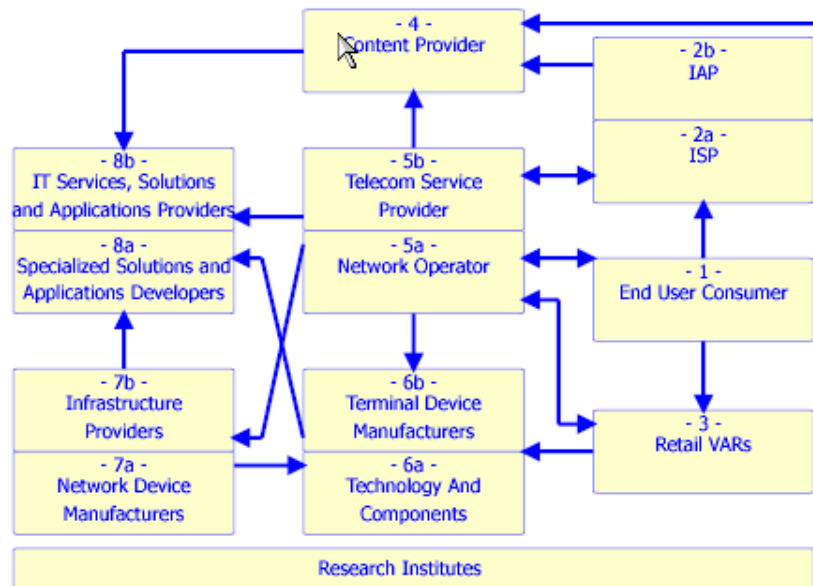 - 4 -
Content Provider
- 2b -
IAP
- 2a -
ISP
- 8b -
IT Services, Solutions
and Applications Providers
- 5b -
Telecom Service
Provider
- 8a -
Specialized Solutions and
Applications Developers
- 5a -
Network Operator
- 1 -
End User Consumer
- 7b -
Infrastructure
Providers
- 6b -
Terminal Device
Manufacturers
- 3 -
Retail VARs
- 7a -
Network Device
Manufacturers
- 6a -
Technology And
Components
Research Institutes